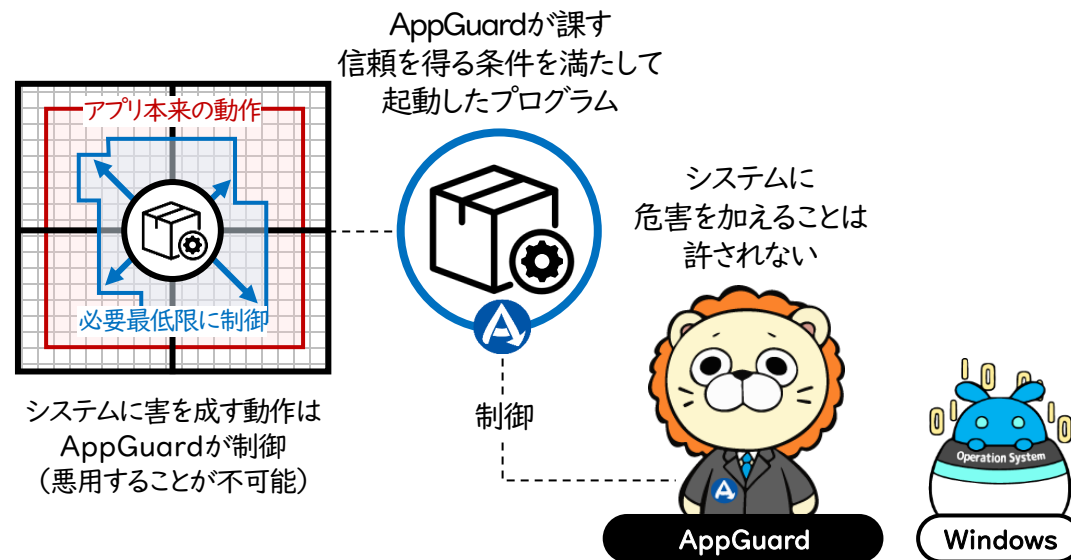 AppGuardが課す
信頼を得る条件を満たして
起動したプログラム
アプリ本来の動作
必要最低限に制御
システムに害を成す動作は
AppGuardが制御
（悪用することが不可能）
システムに
危害を加えることは
許されない
制御
AppGuard
10 01
01 10
Operation System
Windows